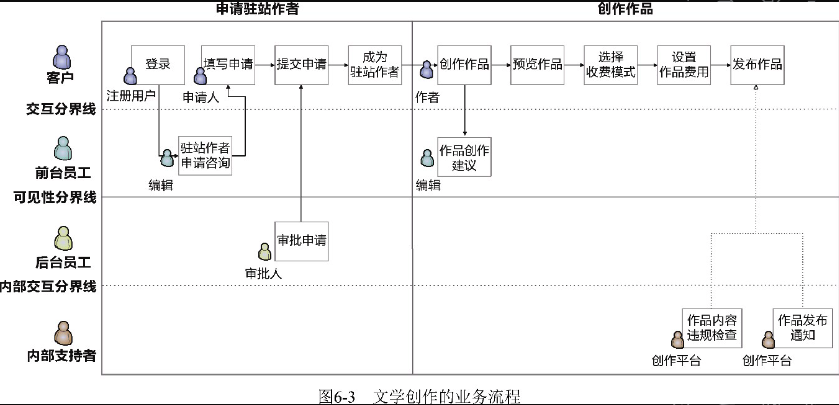 申请驻站作者
创作作品
客户
登录
注册用户
填写申请
申请人
提交申请
成为
驻站作者
创作作品
作者
预览作品
选择
收费模式
设置
作品费用
发布作品
交互分界线
前台员工
驻站作者
申请咨询
编辑
作品创作
建议
编辑
可见性分界线
后台员工
审批申请
审批人
内部交互分界线
内部支持者
作品内容
违规检查
创作平台
作品发布
通知
创作平台
图6-3 文学创作的业务流程